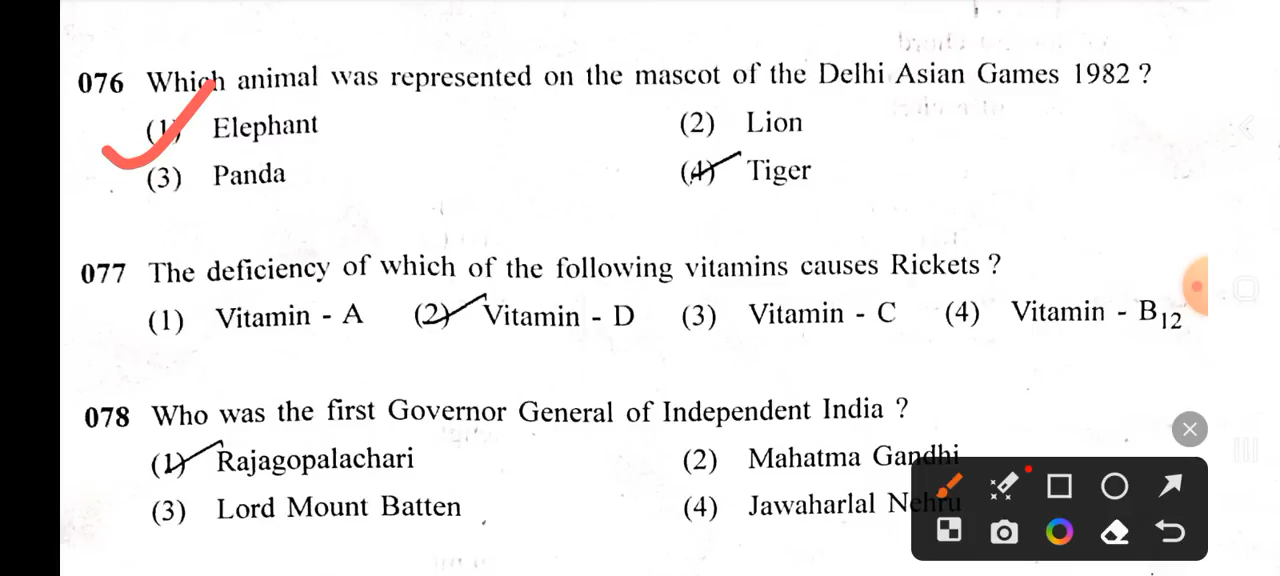 076 Which animal was represented on the mascot of the Delhi Asian Games 1982 ?
(1) Elephant (2) Lion
(3) Panda (4) Tiger
077 The deficiency of which of the following vitamins causes Rickets ?
(1) Vitamin - A (2) Vitamin - D (3) Vitamin - C (4) Vitamin - B12
078 Who was the first Governor General of Independent India ?
(1) Rajagopalachari (2) Mahatma Gandhi
(3) Lord Mount Batten (4) Jawaharlal Nehru